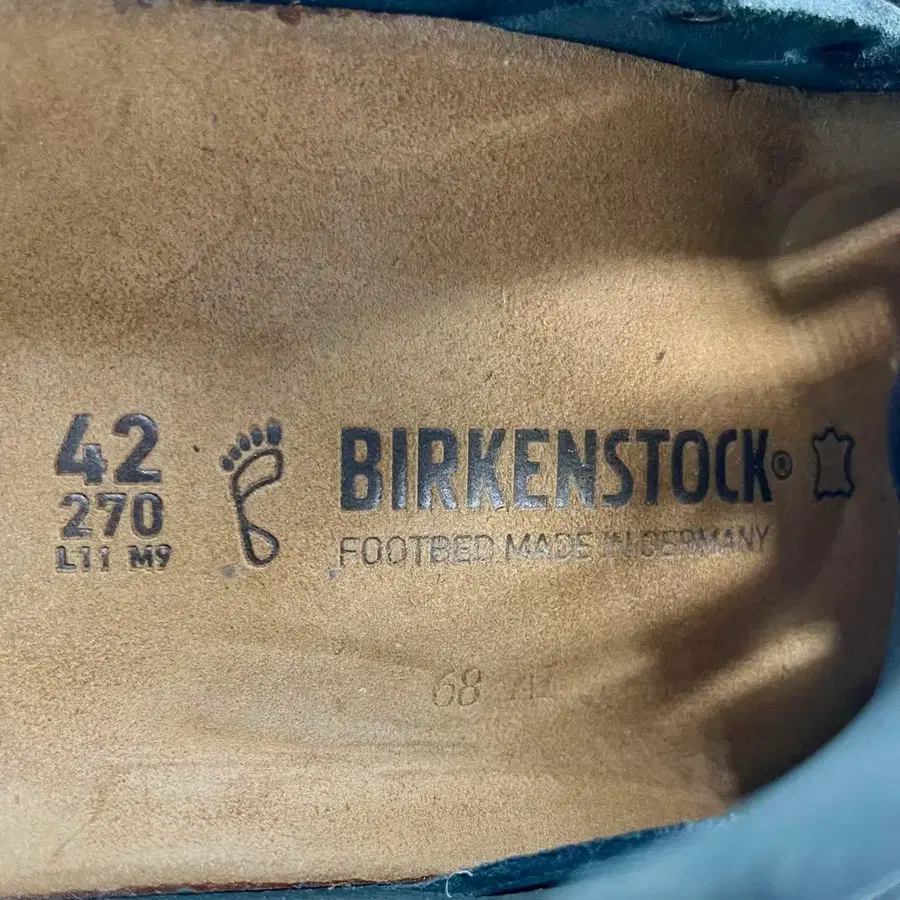 42
270
L11 M9
BIRKENSTOCK®
FOOTBED MADE IN GERMANY
68